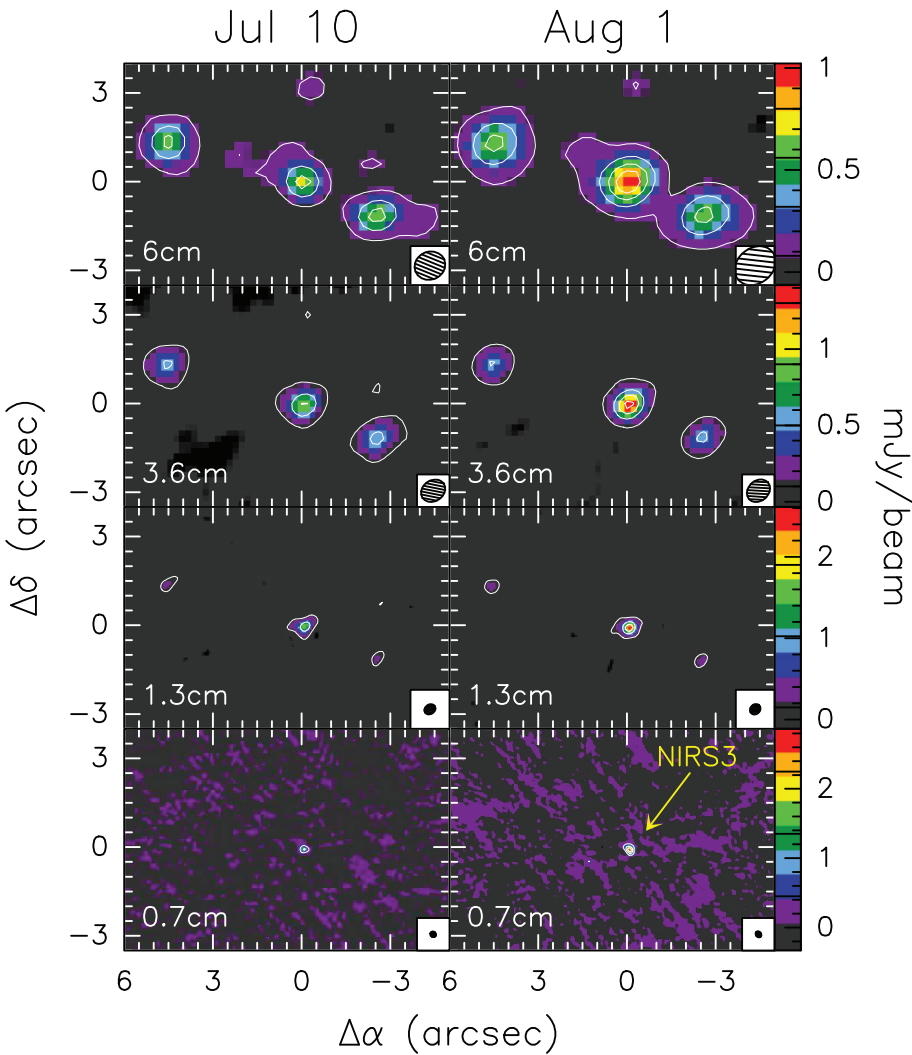 Jul 10 Aug 1
3 1
0 0.5
−3 6cm 6cm 0
3 1
0 0.5
−3 3.6cm 3.6cm 0
3 2
0 1
−3 1.3cm 1.3cm 0
3 NIRS3 2
0 1
−3 0.7cm 0.7cm 0
6 3 0 −3 6 3 0 −3
Δα (arcsec)
Δδ (arcsec)
mJy/beam